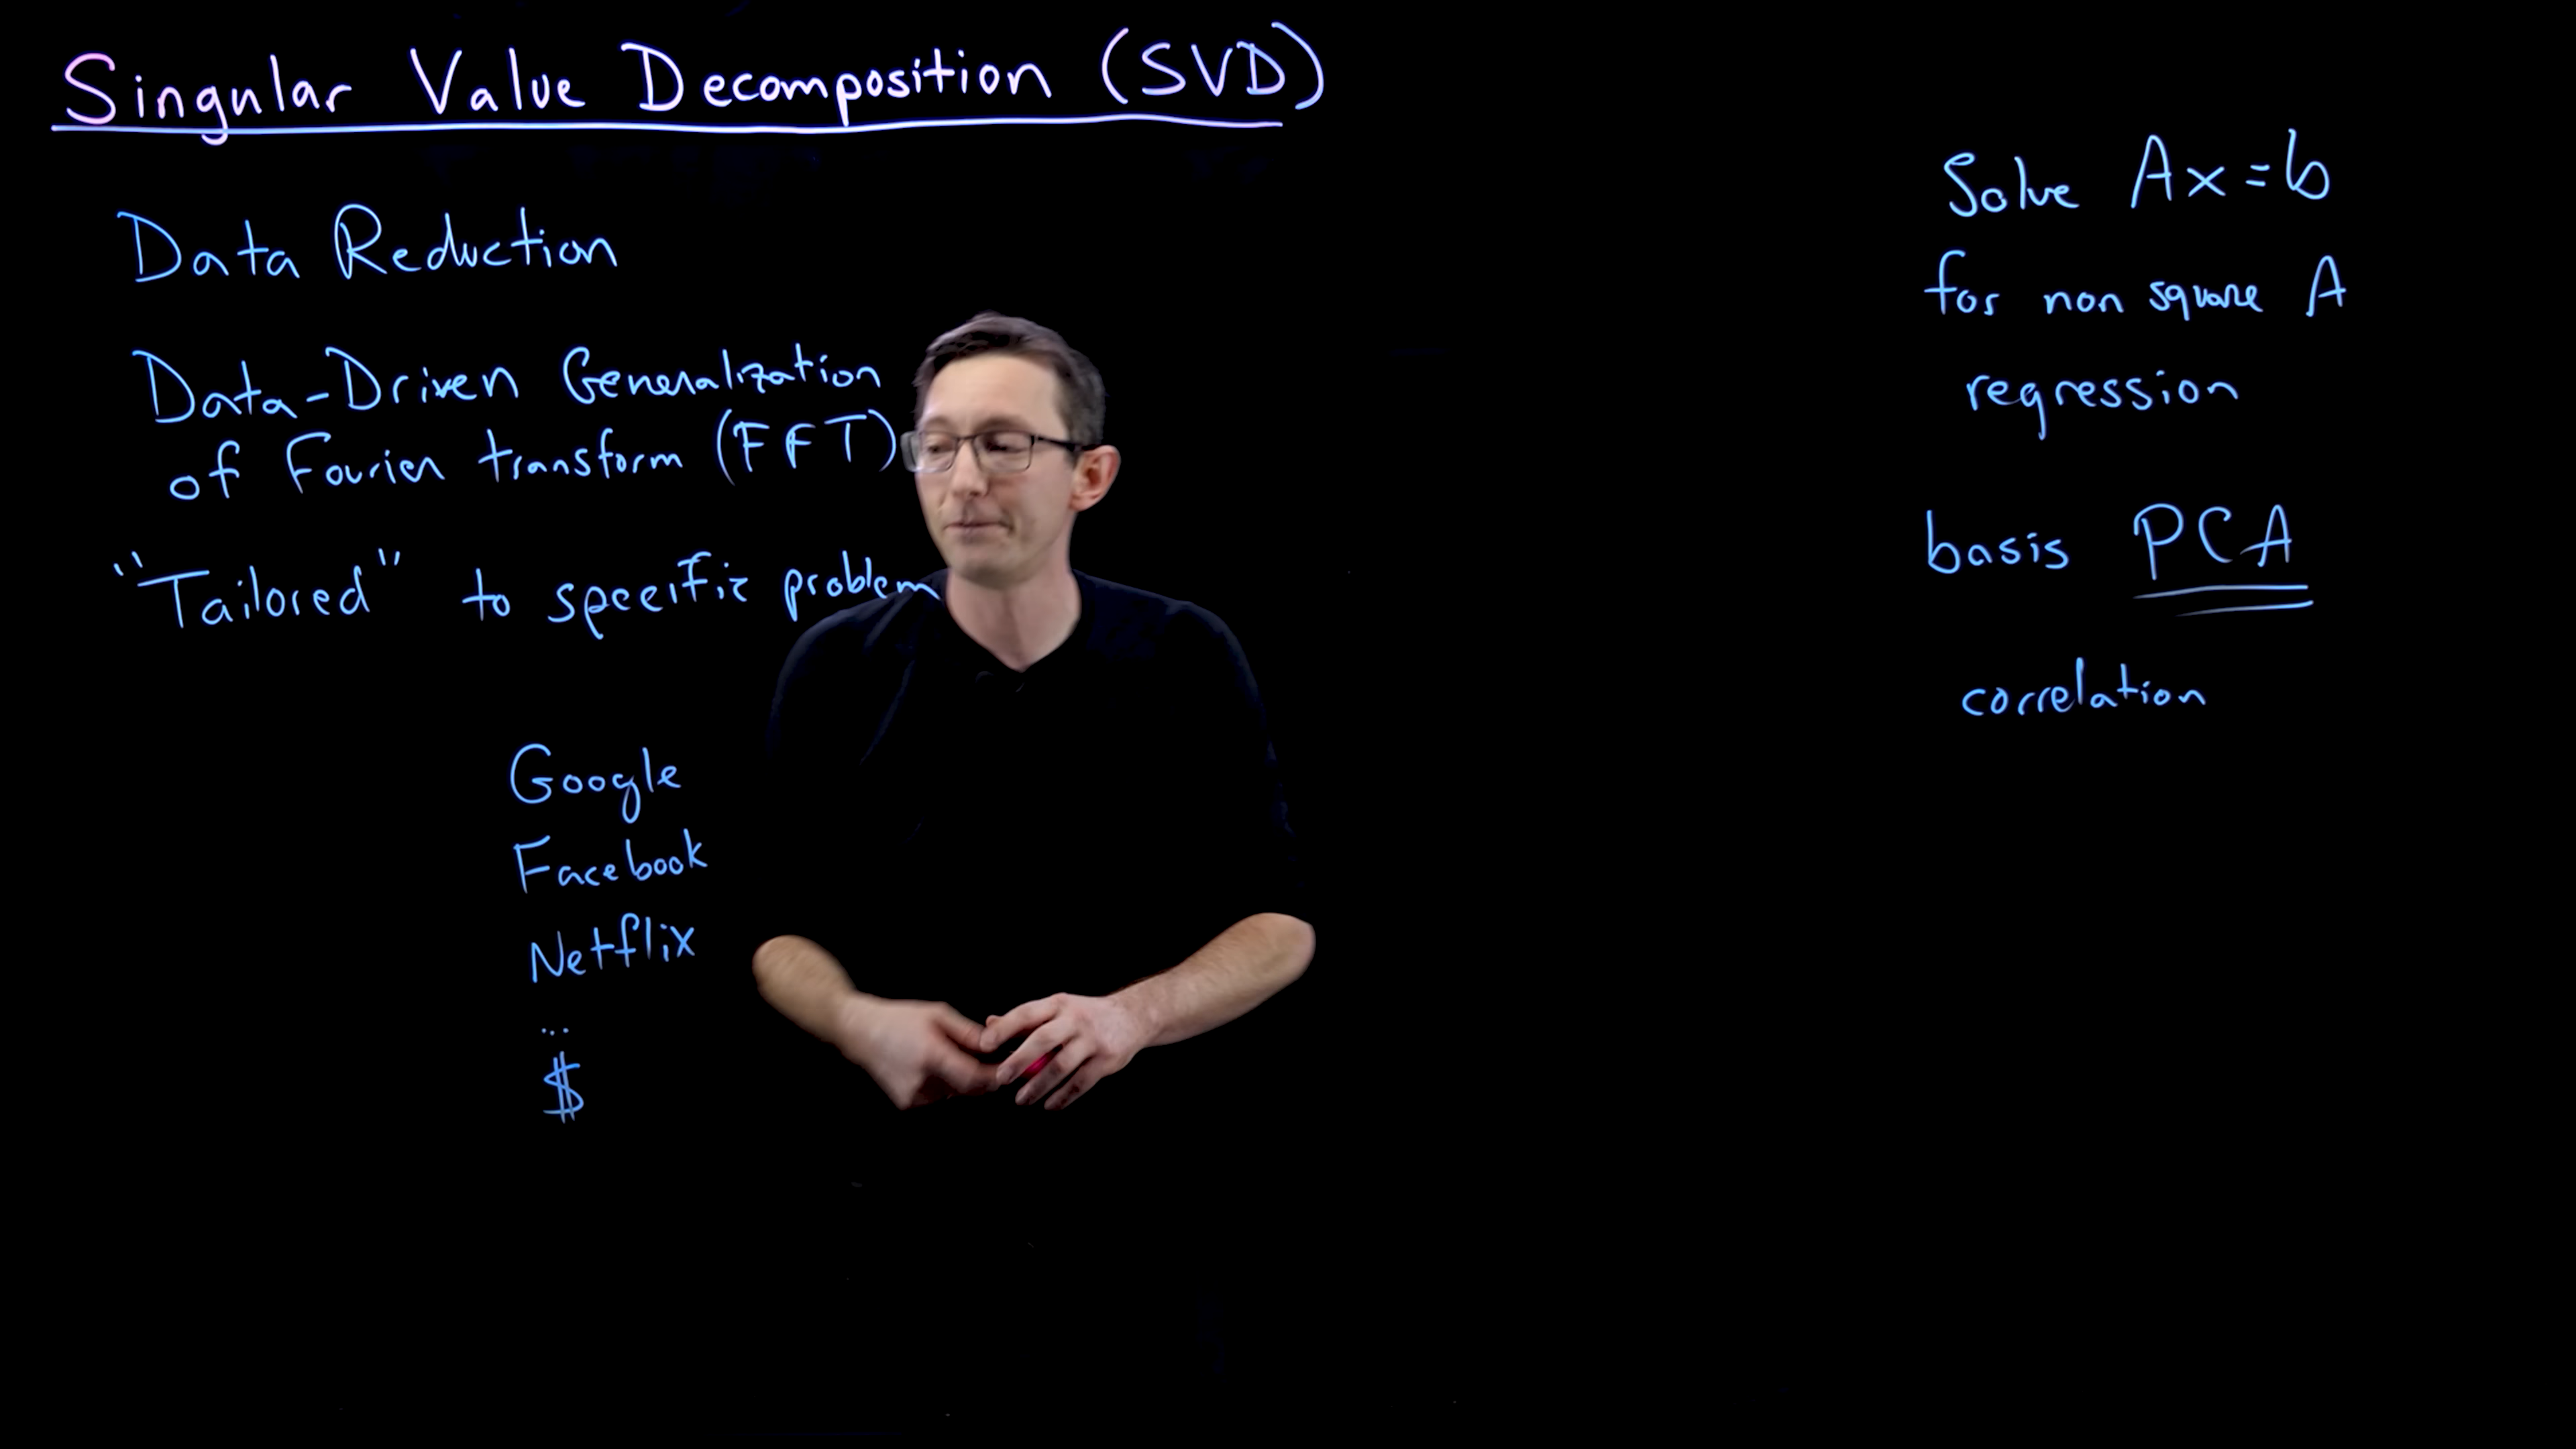 Singular Value Decomposition (SVD)
Data Reduction
Data-Driven Generalization
of Fourier transform (FFT)
"Tailored" to specific problem
Google
Facebook
Netflix
...
$
Solve Ax=b
for non square A
regression
basis PCA
correlation